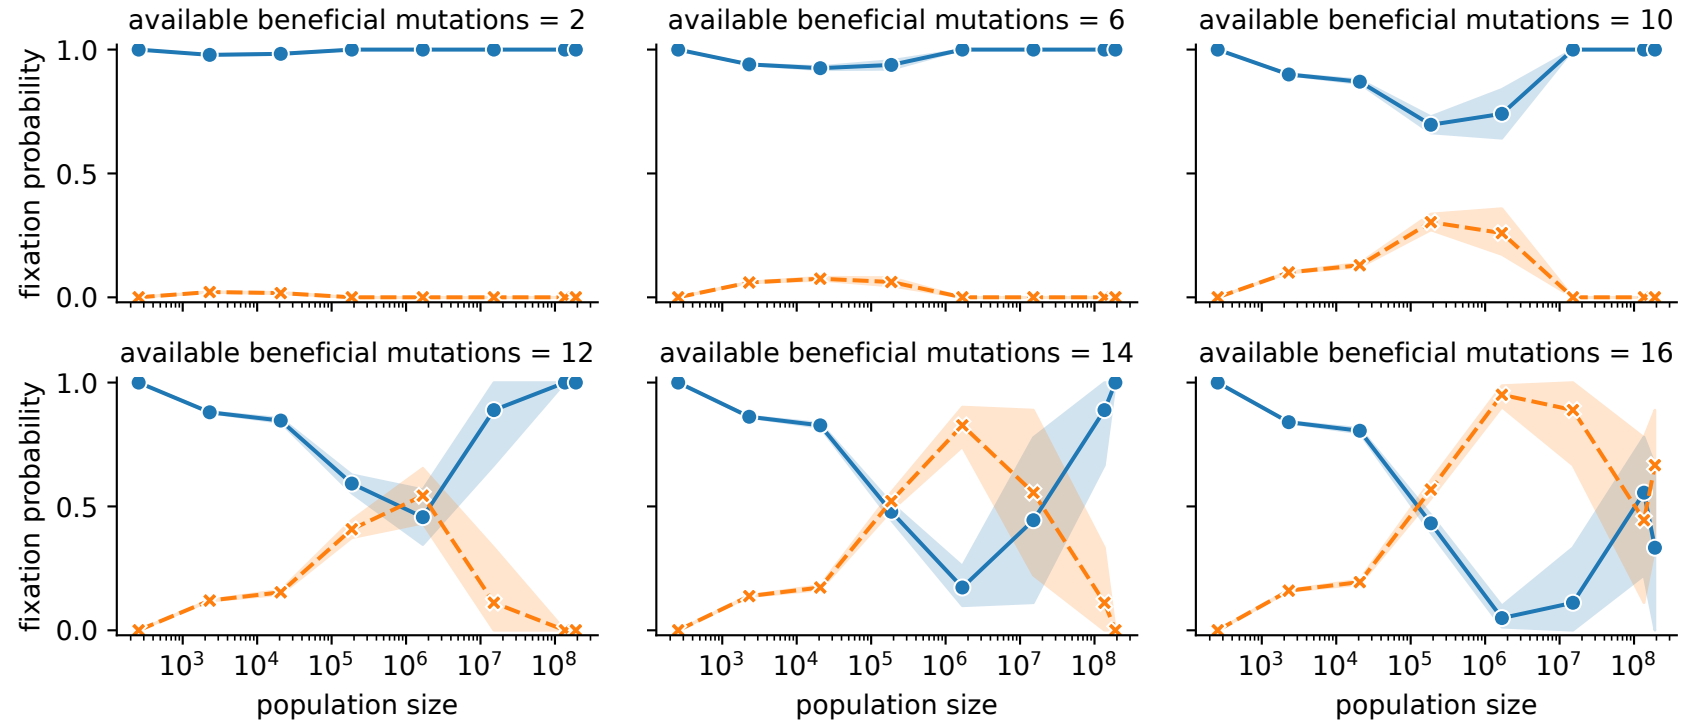 available beneficial mutations = 2
available beneficial mutations = 6
available beneficial mutations = 10
fixation probability
1.0
0.5
0.0
available beneficial mutations = 12
available beneficial mutations = 14
available beneficial mutations = 16
fixation probability
1.0
0.5
0.0
10³ 10⁴ 10⁵ 10⁶ 10⁷ 10⁸
10³ 10⁴ 10⁵ 10⁶ 10⁷ 10⁸
10³ 10⁴ 10⁵ 10⁶ 10⁷ 10⁸
population size
population size
population size